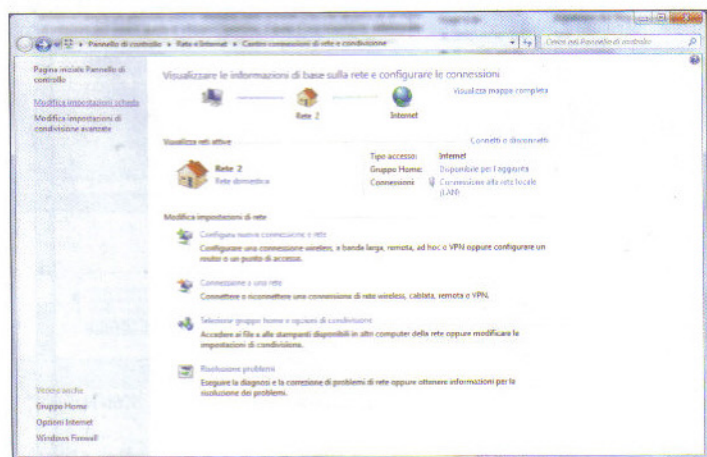 Pannello di controllo ▸ Rete e Internet ▸ Centro connessioni di rete e condivisione
Cerca nel Pannello di controllo
Pagina iniziale Pannello di controllo
Modifica impostazioni scheda
Modifica impostazioni di condivisione avanzate
Visualizzare le informazioni di base sulla rete e configurare le connessioni
Visualizza mappa completa
Rete 2
Internet
Visualizza reti attive
Connetti o disconnetti
Rete 2
Rete domestica
Tipo accesso: Internet
Gruppo Home: Disponibile per l'aggiunta
Connessioni: Connessione alla rete locale
(LAN)
Modifica impostazioni di rete
Configura nuova connessione o rete
Configurare una connessione wireless, a banda larga, remota, ad hoc o VPN oppure configurare un
router o un punto di accesso.
Connessione a una rete
Connettere o riconnettere una connessione di rete wireless, cablata, remota o VPN.
Selezione gruppo home e opzioni di condivisione
Accedere ai file e alle stampanti disponibili in altri computer della rete oppure modificare le
impostazioni di condivisione.
Risoluzione problemi
Eseguire la diagnosi e la correzione di problemi di rete oppure ottenere informazioni per la
risoluzione dei problemi.
Vedere anche
Gruppo Home
Opzioni Internet
Windows Firewall